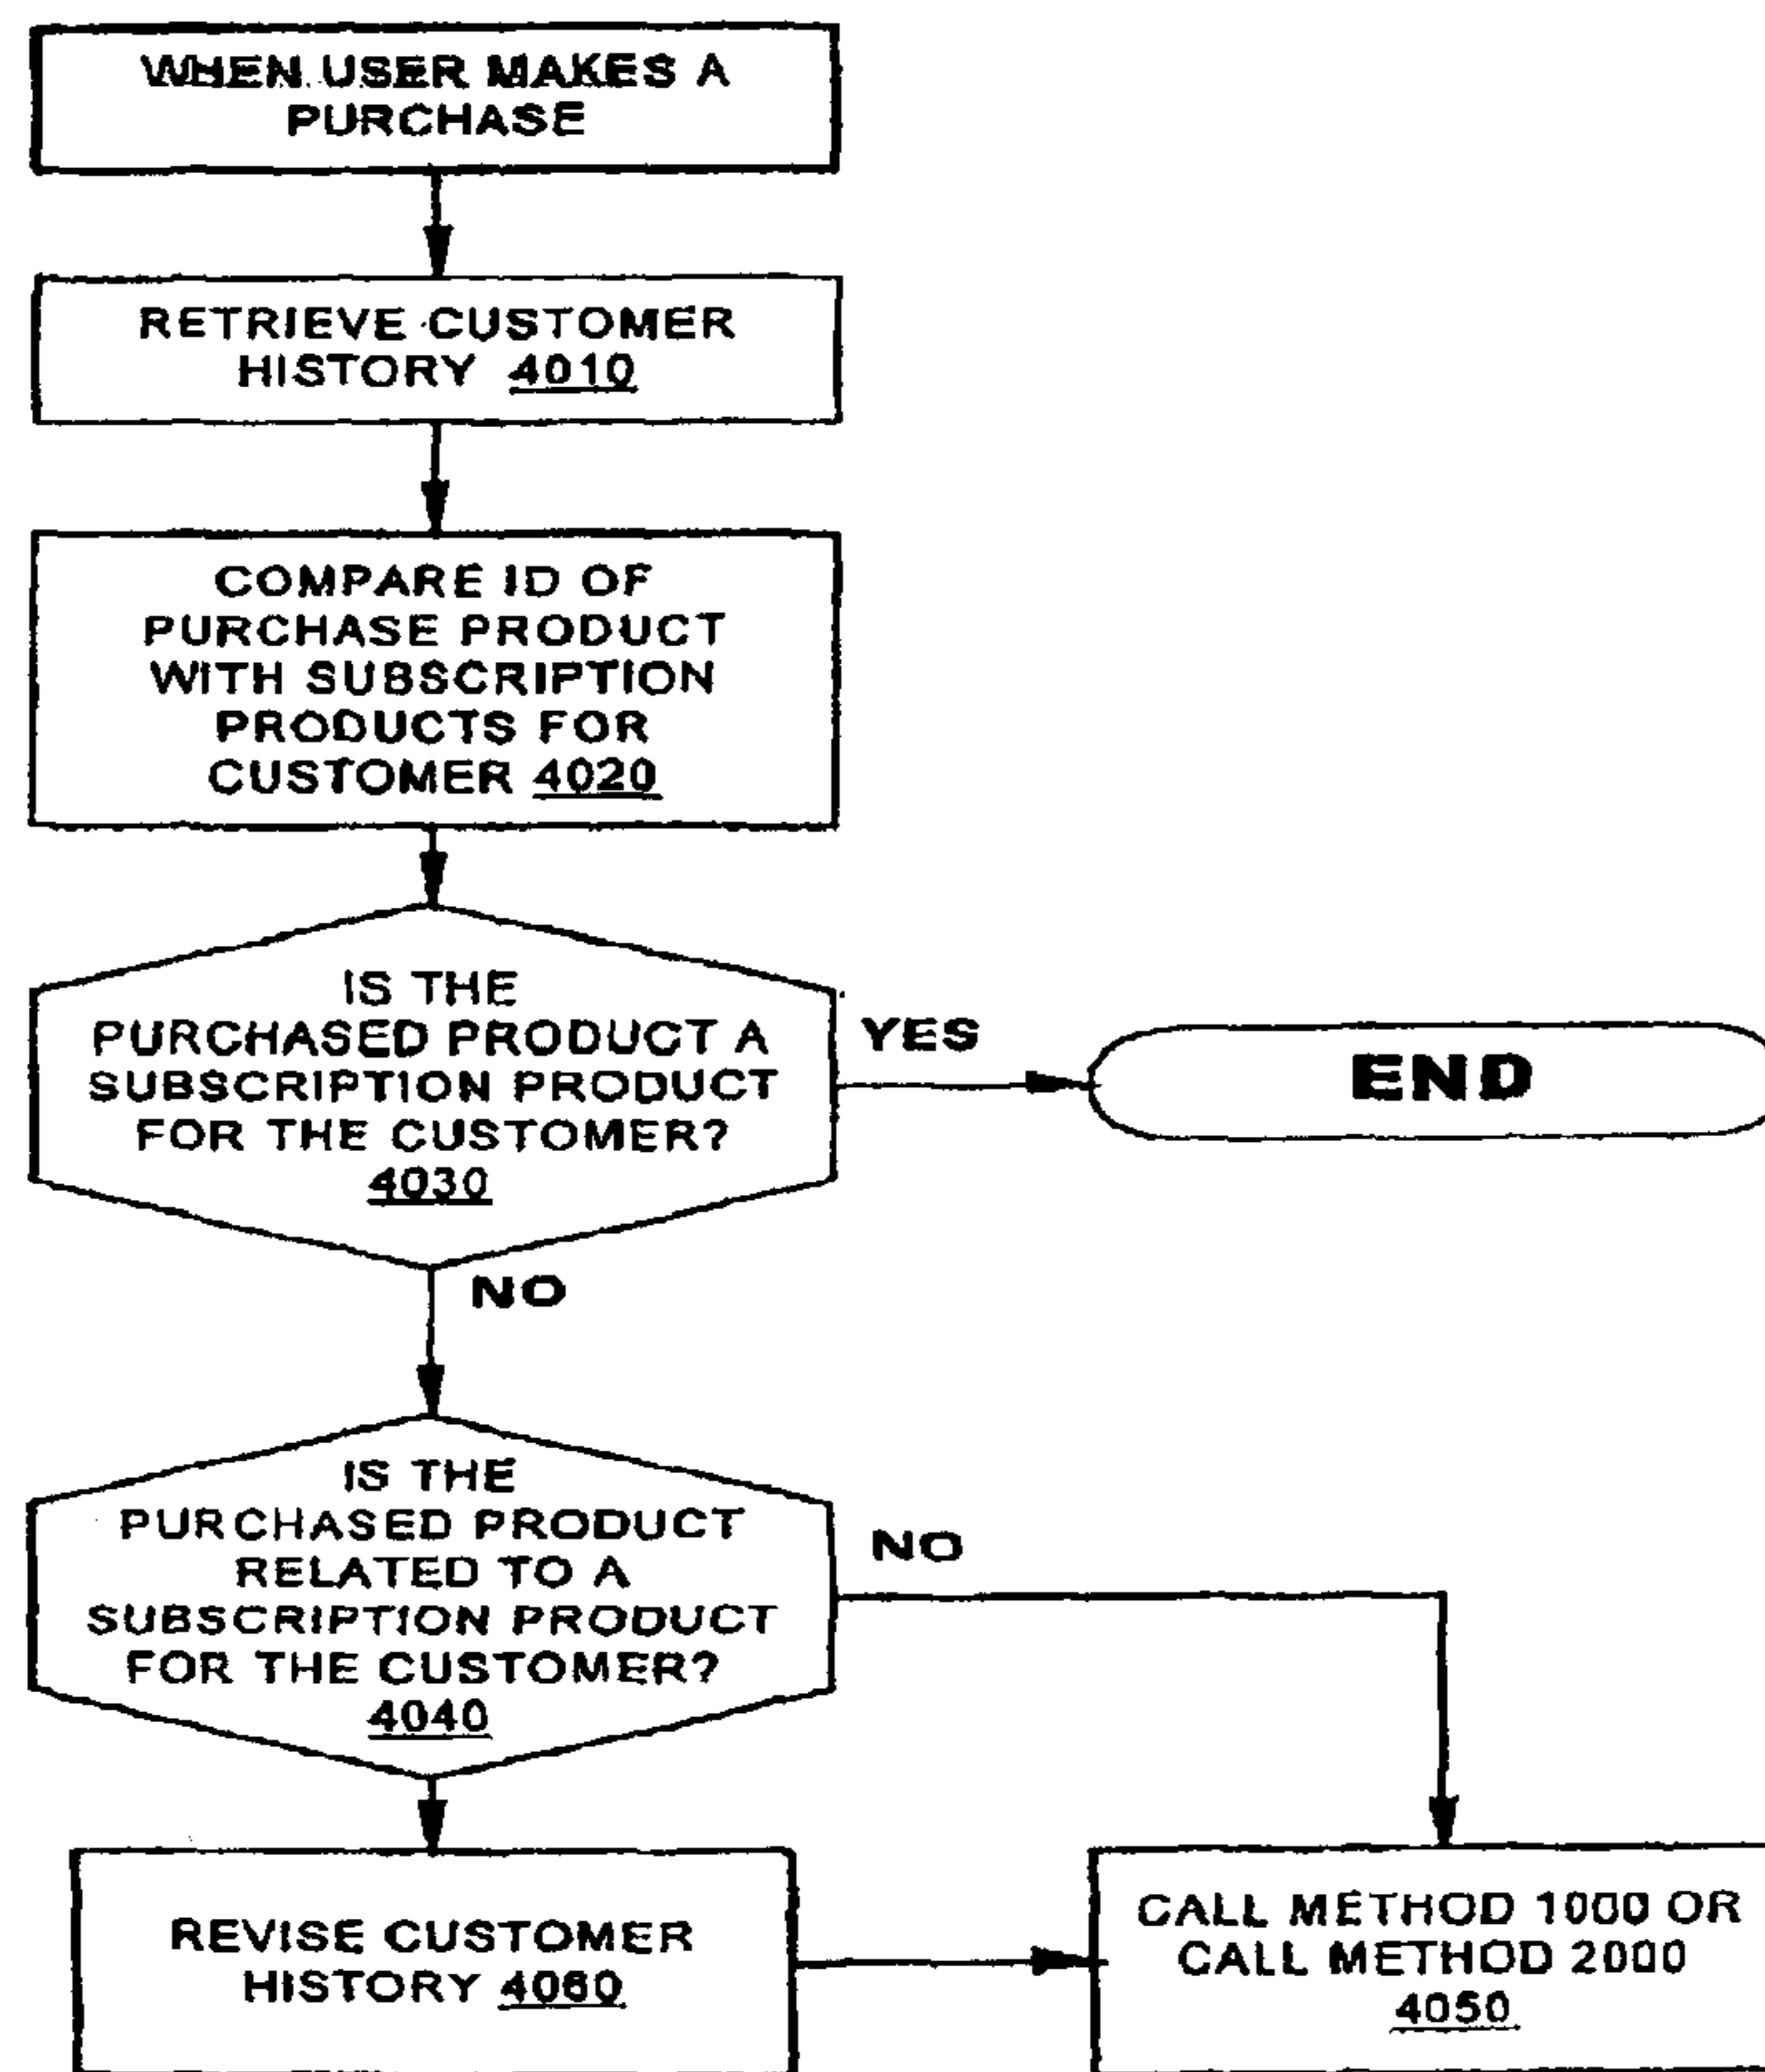 WHEN USER MAKES A
PURCHASE
RETRIEVE CUSTOMER
HISTORY 4010
COMPARE ID OF
PURCHASE PRODUCT
WITH SUBSCRIPTION
PRODUCTS FOR
CUSTOMER 4020
IS THE
PURCHASED PRODUCT A
SUBSCRIPTION PRODUCT
FOR THE CUSTOMER?
4030
YES
END
NO
IS THE
PURCHASED PRODUCT
RELATED TO A
SUBSCRIPTION PRODUCT
FOR THE CUSTOMER?
4040
NO
REVISE CUSTOMER
HISTORY 4060
CALL METHOD 1000 OR
CALL METHOD 2000
4050